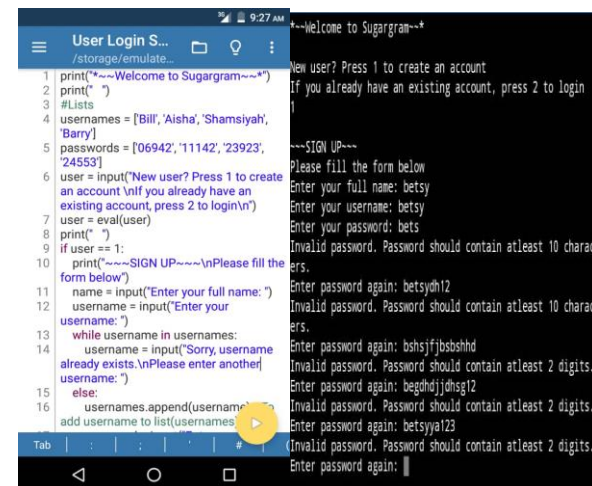 3G 9:27 AM
User Login S...
/storage/emulate...
1 print("*~~Welcome to Sugargram~~*")
2 print(" ")
3 #Lists
4 usernames = ['Bill', 'Aisha', 'Shamsiyah',
'Barry']
5 passwords = ['06942', '11142', '23923',
'24553']
6 user = input("New user? Press 1 to create
an account \nIf you already have an
existing account, press 2 to login\n")
7 user = eval(user)
8 print(" ")
9 if user == 1:
10 print("~~~SIGN UP~~~\nPlease fill the
form below")
11 name = input("Enter your full name: ")
12 username = input("Enter your
username: ")
13 while username in usernames:
14 username = input("Sorry, username
already exists.\nPlease enter another
username: ")
15 else:
16 usernames.append(username)
add username to list(usernames
Tab : ; ' # (
*~~Welcome to Sugargram~~*
New user? Press 1 to create an account
If you already have an existing account, press 2 to login
1
~~~SIGN UP~~~
Please fill the form below
Enter your full name: betsy
Enter your username: betsy
Enter your password: bets
Invalid password. Password should contain atleast 10 charac
ers.
Enter password again: betsydh12
Invalid password. Password should contain atleast 10 charac
ers.
Enter password again: bshsjfjbsbshhd
Invalid password. Password should contain atleast 2 digits.
Enter password again: begdhdjjdhsg12
Invalid password. Password should contain atleast 2 digits.
Enter password again: betsyya123
Invalid password. Password should contain atleast 2 digits.
Enter password again: